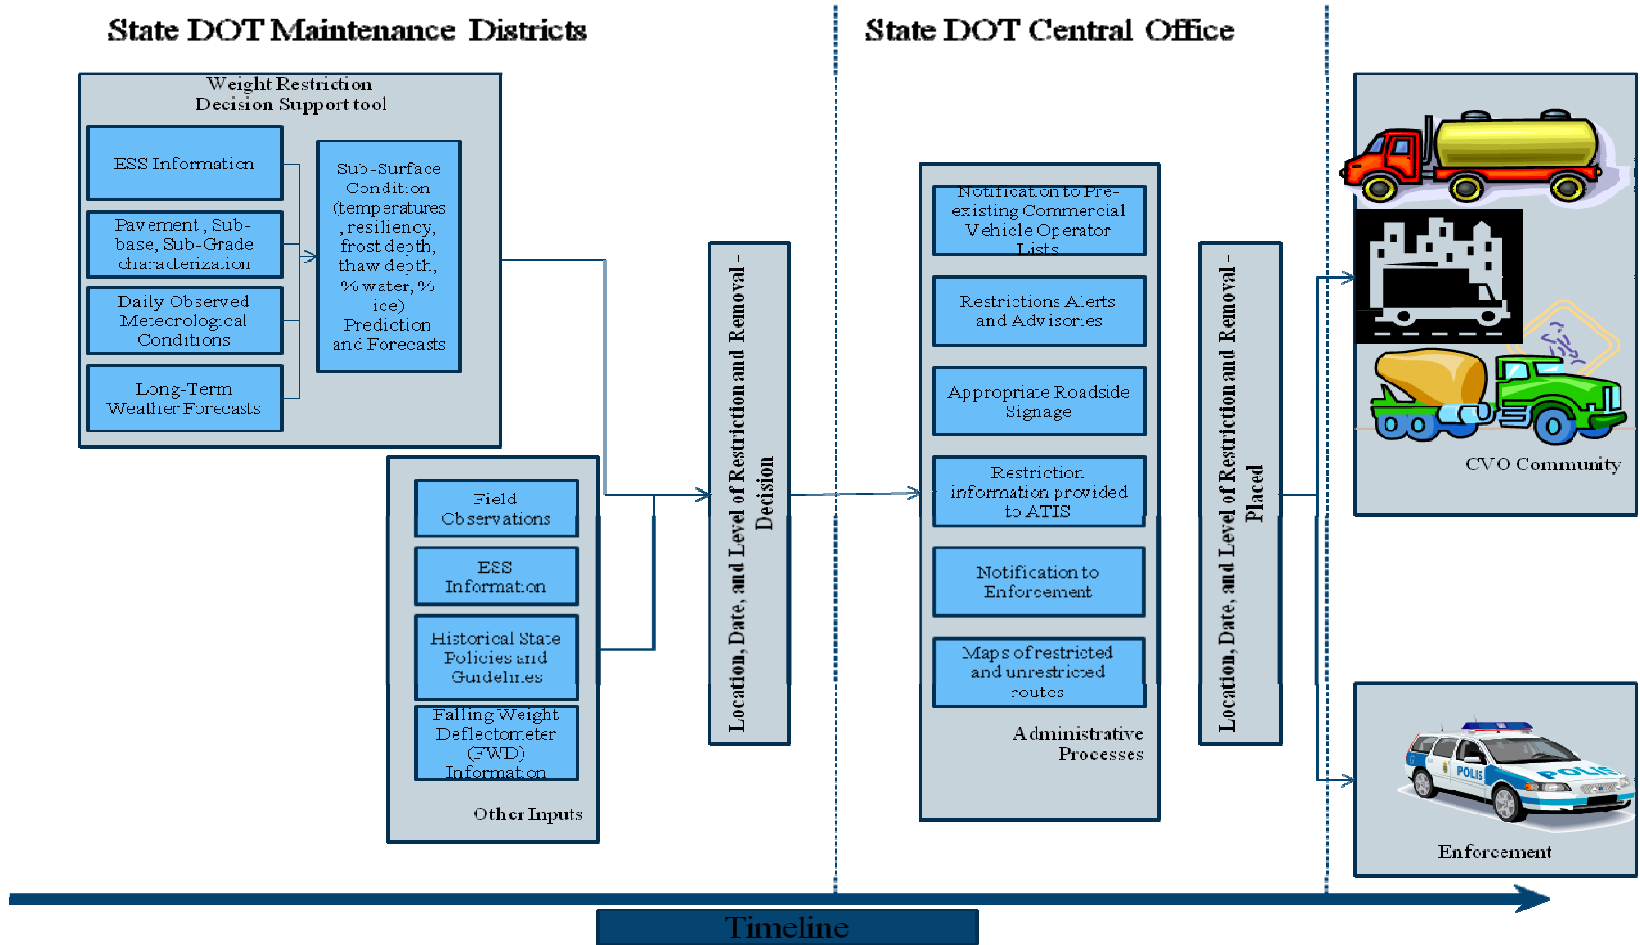 State DOT Maintenance Districts
State DOT Central Office
Weight Restriction
Decision Support tool
ESS Information
Pavement, Sub-
base, Sub-Grade
characterization
Daily Observed
Meteorological
Conditions
Long-Term
Weather Forecasts
Sub-Surface
Condition
(temperatures
, resiliency,
frost depth,
thaw depth,
% water, %
ice)
Prediction
and Forecasts
Field
Observations
ESS
Information
Historical State
Policies and
Guidelines
Falling Weight
Deflectometer
(FWD)
Information
Other Inputs
Location, Date, and Level of Restriction and Removal -
Decision
Notification to Pre-
existing Commercial
Vehicle Operator
Lists
Restrictions Alerts
and Advisories
Appropriate Roadside
Signage
Restriction
information provided
to ATIS
Notification to
Enforcement
Maps of restricted
and unrestricted
routes
Administrative
Processes
Location, Date, and Level of Restriction and Removal -
Placed
CVO Community
POLIS
POLIS
Enforcement
Timeline